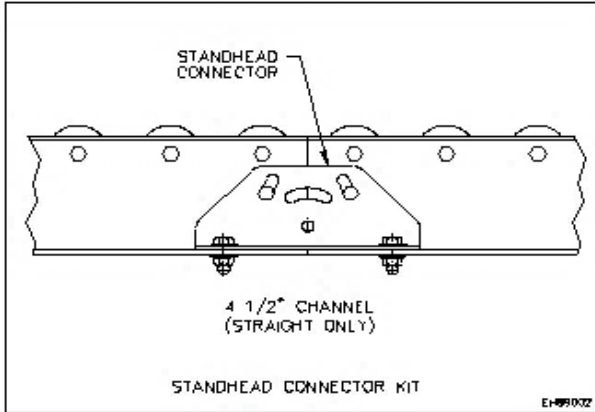 STANDHEAD
CONNECTOR
4 1/2" CHANNEL
(STRAIGHT ONLY)
STANDHEAD CONNECTOR KIT